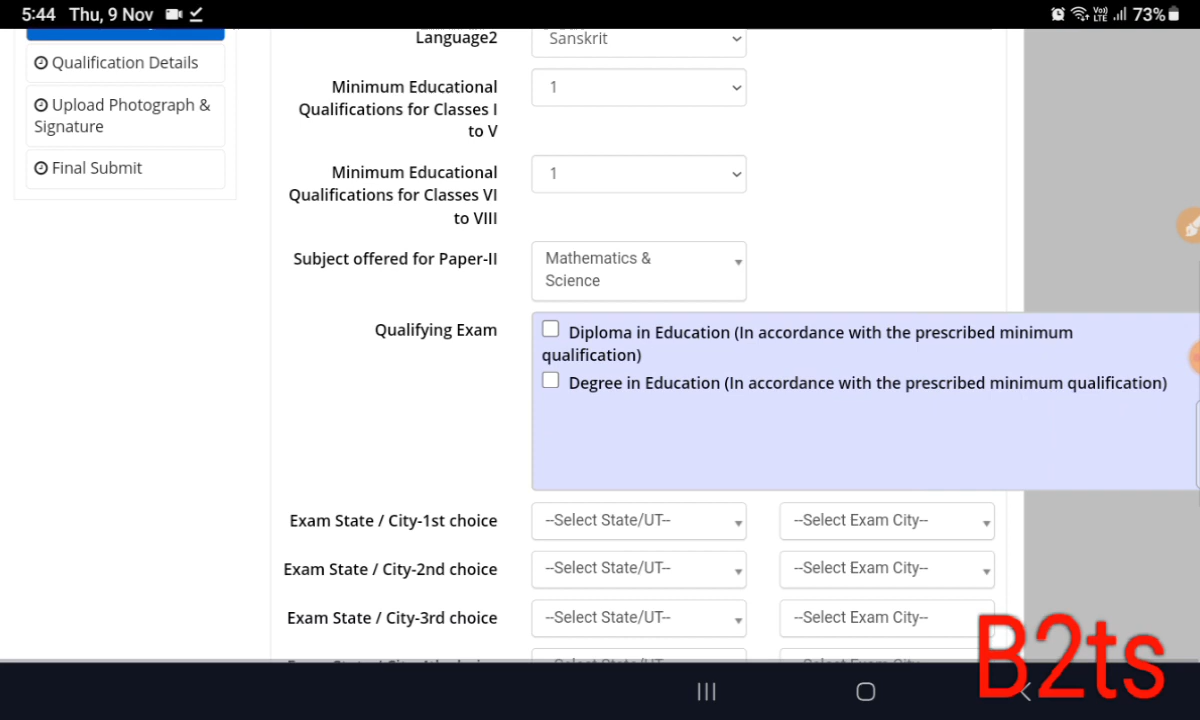 5:44 Thu, 9 Nov
Vo)) LTE 73%
Language2 Sanskrit
Qualification Details
Upload Photograph &
Signature
Final Submit
Minimum Educational
Qualifications for Classes I
to V
1
Minimum Educational
Qualifications for Classes VI
to VIII
1
Subject offered for Paper-II
Mathematics &
Science
Qualifying Exam
Diploma in Education (In accordance with the prescribed minimum
qualification)
Degree in Education (In accordance with the prescribed minimum qualification)
Exam State / City-1st choice --Select State/UT-- --Select Exam City--
Exam State / City-2nd choice --Select State/UT-- --Select Exam City--
Exam State / City-3rd choice --Select State/UT-- --Select Exam City--
B2ts